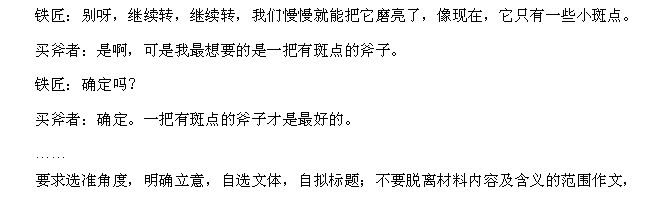 铁匠：别呀，继续转，继续转，我们慢慢就能把它磨亮了，像现在，它只有一些小斑点。
买斧者：是啊，可是我最想要的是一把有斑点的斧子。
铁匠：确定吗？
买斧者：确定。一把有斑点的斧子才是最好的。
……
要求选准角度，明确立意，自选文体，自拟标题；不要脱离材料内容及含义的范围作文，